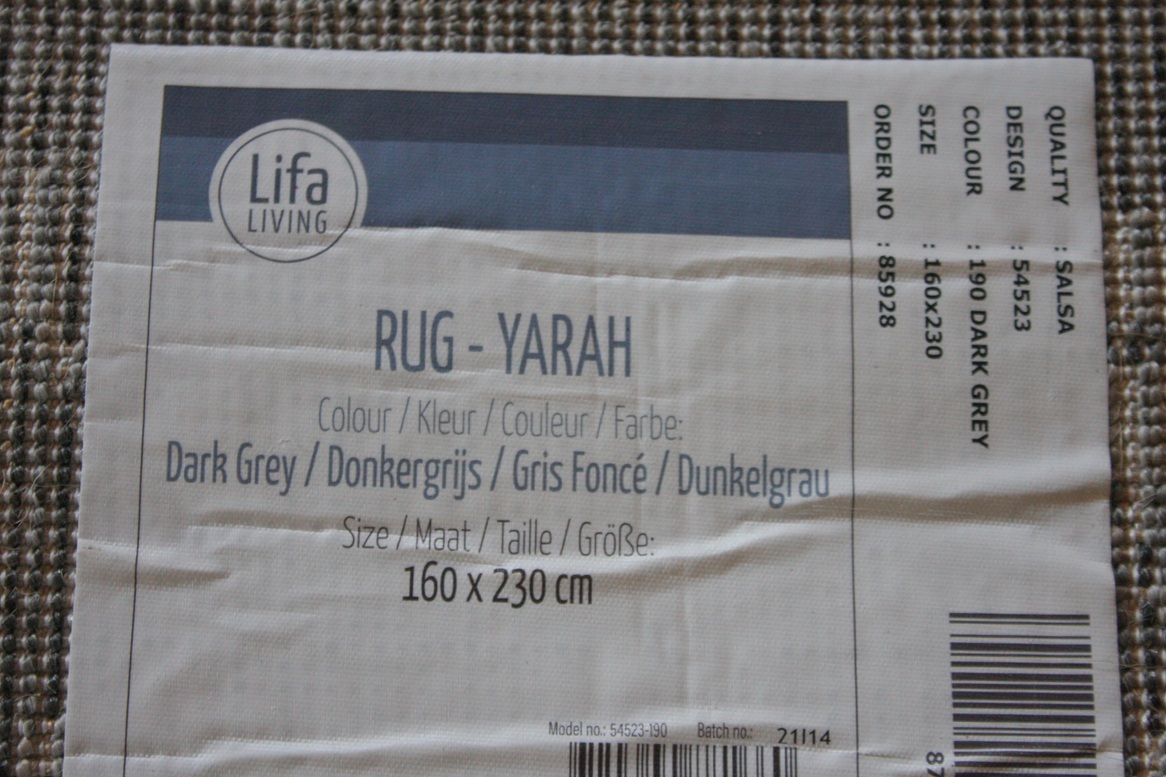 Lifa
LIVING
RUG - YARAH
Colour / Kleur / Couleur / Farbe:
Dark Grey / Donkergrijs / Gris Foncé / Dunkelgrau
Size / Maat / Taille / Größe:
160 x 230 cm
Model no.: 54523-190 Batch no.: 21I14
QUALITY : SALSA
DESIGN : 54523
COLOUR : 190 DARK GREY
SIZE : 160x230
ORDER NO : 85928
87